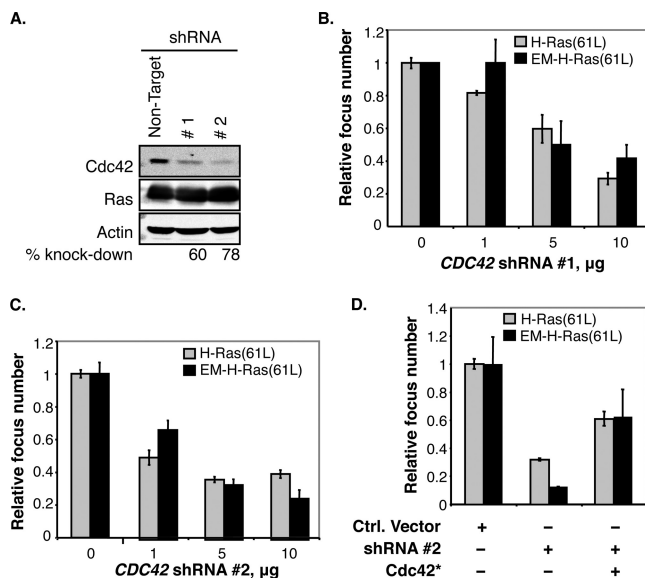 A.
shRNA
Non-Target
# 1
# 2
Cdc42
Ras
Actin
% knock-down 60 78
B.
Relative focus number
1.2
1
0.8
0.6
0.4
0.2
0
H-Ras(61L)
EM-H-Ras(61L)
0 1 5 10
CDC42 shRNA #1, µg
C.
Relative focus number
1.2
1
0.8
0.6
0.4
0.2
0
H-Ras(61L)
EM-H-Ras(61L)
0 1 5 10
CDC42 shRNA #2, µg
D.
Relative focus number
1.4
1.2
1
0.8
0.6
0.4
0.2
0
H-Ras(61L)
EM-H-Ras(61L)
Ctrl. Vector + – –
shRNA #2 – + +
Cdc42* – – +